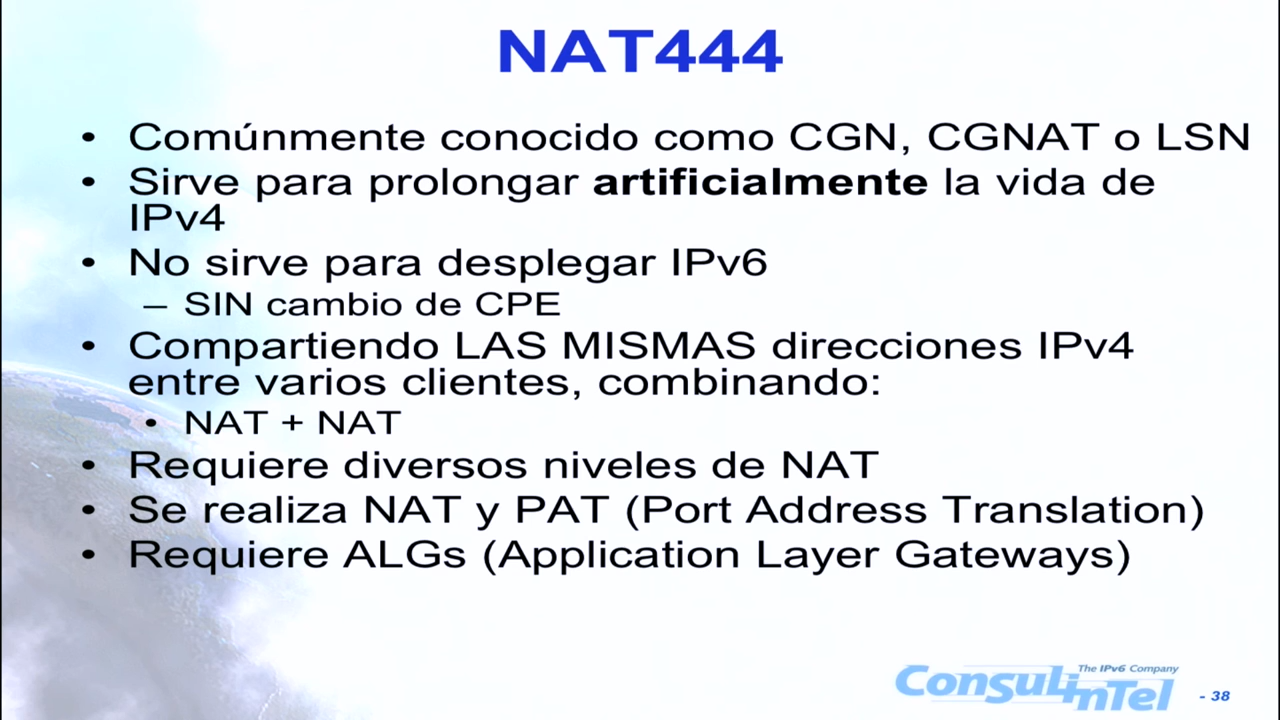 NAT444
• Comúnmente conocido como CGN, CGNAT o LSN
• Sirve para prolongar artificialmente la vida de
IPv4
• No sirve para desplegar IPv6
– SIN cambio de CPE
• Compartiendo LAS MISMAS direcciones IPv4
entre varios clientes, combinando:
• NAT + NAT
• Requiere diversos niveles de NAT
• Se realiza NAT y PAT (Port Address Translation)
• Requiere ALGs (Application Layer Gateways)
The IPv6 Company
ConsulinTel
- 38